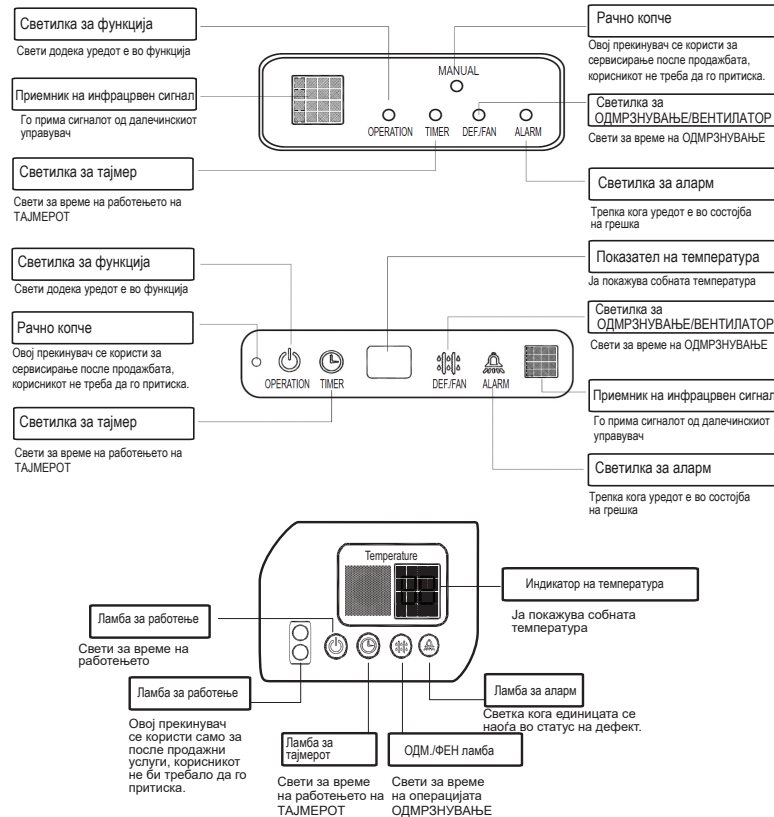 Светилка за функција
Свети додека уредот е во функција
Приемник на инфрацрвен сигнал
Го прима сигналот од далечинскиот
управувач
Светилка за тајмер
Свети за време на работењето на
ТАЈМЕРОТ
MANUAL
OPERATION TIMER DEF./FAN ALARM
Рачно копче
Овој прекинувач се користи за
сервисирање после продажбата,
корисникот не треба да го притиска.
Светилка за
ОДМРЗНУВАЊЕ/ВЕНТИЛАТОР
Свети за време на ОДМРЗНУВАЊЕ
Светилка за аларм
Трепка кога уредот е во состојба
на грешка
Светилка за функција
Свети додека уредот е во функција
Рачно копче
Овој прекинувач се користи за
сервисирање после продажбата,
корисникот не треба да го притиска.
Светилка за тајмер
Свети за време на работењето на
ТАЈМЕРОТ
OPERATION TIMER DEF./FAN ALARM
Показател на температура
Ја покажува собната температура
Светилка за
ОДМРЗНУВАЊЕ/ВЕНТИЛАТОР
Свети за време на ОДМРЗНУВАЊЕ
Приемник на инфрацрвен сигнал
Го прима сигналот од далечинскиот
управувач
Светилка за аларм
Трепка кога уредот е во состојба
на грешка
Temperature
Индикатор на температура
Ја покажува собната
температура
Ламба за работење
Свети за време на
работењето
Ламба за работење
Овој прекинувач
се користи само за
после продажни
услуги, корисникот
не би требало да го
притиска.
Ламба за
тајмерот
Свети за време
на работењето на
ТАЈМЕРОТ
ОДМ./ФЕН ламба
Свети за време
на операцијата
ОДМРЗНУВАЊЕ
Ламба за аларм
Светка кога единицата се
наоѓа во статус на дефект.